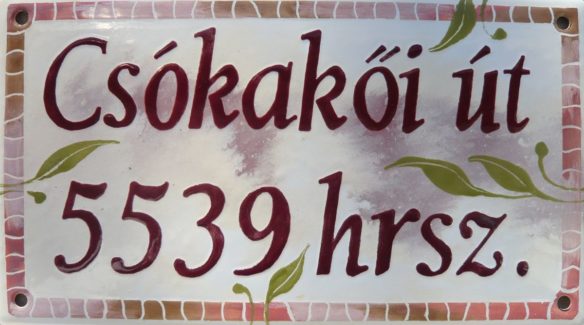 Csókakői út
5539 hrsz.